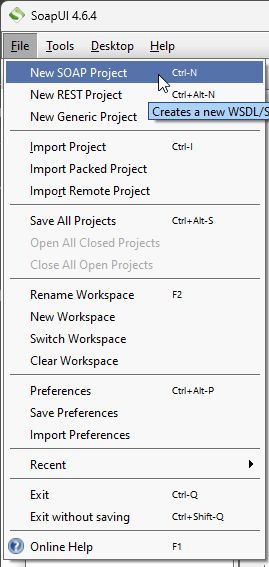 SoapUI 4.6.4
File Tools Desktop Help
New SOAP Project Ctrl-N
New REST Project Ctrl+Alt-N
New Generic Project
Creates a new WSDL/S
Import Project Ctrl-I
Import Packed Project
Import Remote Project
Save All Projects Ctrl+Alt-S
Open All Closed Projects
Close All Open Projects
Rename Workspace F2
New Workspace
Switch Workspace
Clear Workspace
Preferences Ctrl+Alt-P
Save Preferences
Import Preferences
Recent
Exit Ctrl-Q
Exit without saving Ctrl+Shift-Q
Online Help F1